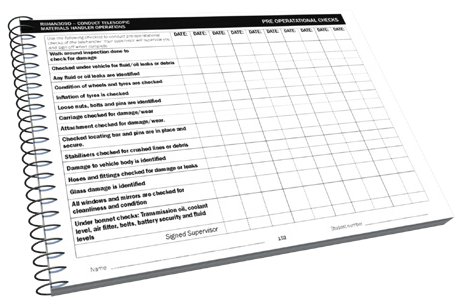 CONDUCT TELESCOPIC
MATERIALS HANDLER OPERATIONS
PRE OPERATATIONAL CHECKS
DATE: DATE: DATE: DATE: DATE: DATE: DATE: DATE: DATE: DATE:
Walk around inspection done to
check for damage
Checked under vehicle for fluid/oil leaks or debris
Any fluid or oil leaks are identified
Condition of wheels and tyres are checked.
Inflation of tyres is checked
Loose nuts, bolts and pins are identified
Carriage checked for damage/wear
Attachment checked for damage/wear.
Checked locating bar and pins are in place and
secure.
Stabilisers checked for crushed lines or debris
Damage to vehicle body is identified
Hoses and fittings checked for damage or leaks
Glass damage is identified
All windows and mirrors are checked for
cleanliness and condition
Under bonnet checks: Transmission oil, coolant
level, air filter, belts, battery security and fluid
levels
Signed Supervisor
Name
Student number